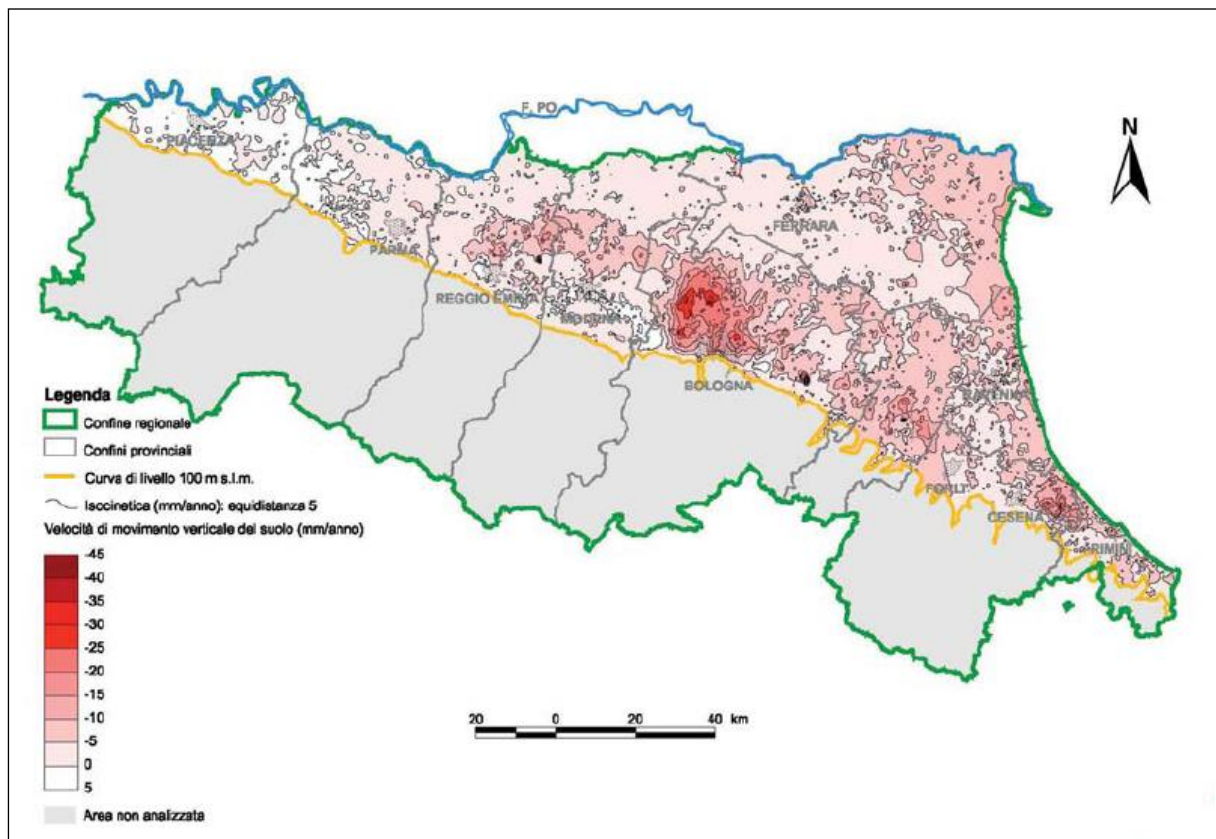 F. PO
N
PIACENZA
FERRARA
PARMA
REGGIO EMILIA
MODENA
BOLOGNA
RAVENNA
FORLI'
CESENA
RIMINI
Legenda
Confine regionale
Confini provinciali
Curva di livello 100 m s.l.m.
Isocinetica (mm/anno): equidistanza 5
Velocità di movimento verticale del suolo (mm/anno)
-45
-40
-35
-30
-25
-20
-15
-10
-5
0
5
Area non analizzata
20 0 20 40 km